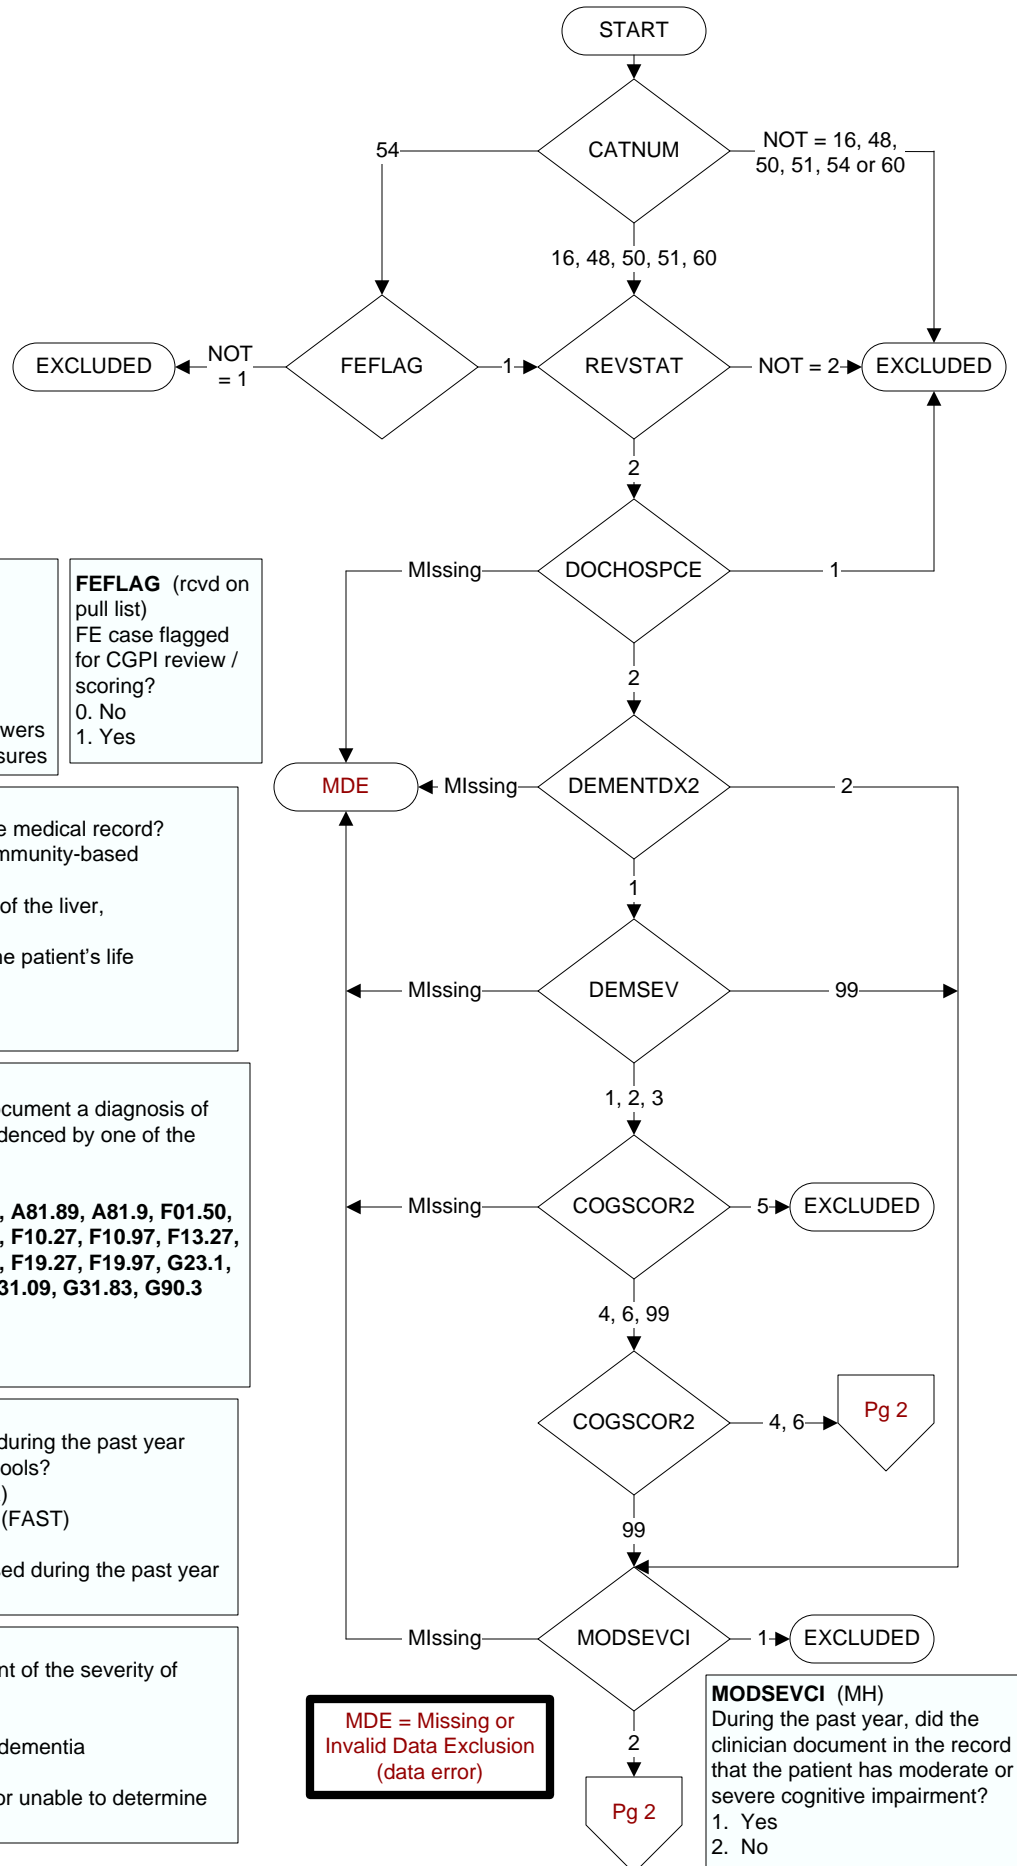 START
CATNUM
54
NOT = 16, 48,
50, 51, 54 or 60
16, 48, 50, 51, 60
EXCLUDED
NOT
= 1
FEFLAG
1
REVSTAT
NOT = 2
EXCLUDED
2
MIssing
DOCHOSPCE
1
2
wers
sures
FEFLAG (rcvd on
pull list)
FE case flagged
for CGPI review /
scoring?
0. No
1. Yes
MDE
MIssing
DEMENTDX2
2
1
e medical record?
mmunity-based
of the liver,
he patient's life
MIssing
DEMSEV
99
1, 2, 3
ocument a diagnosis of
idenced by one of the
, A81.89, A81.9, F01.50,
, F10.27, F10.97, F13.27,
, F19.27, F19.97, G23.1,
31.09, G31.83, G90.3
MIssing
COGSCOR2
5
EXCLUDED
4, 6, 99
COGSCOR2
4, 6
Pg 2
99
during the past year
ools?
)
(FAST)
ed during the past year
MIssing
MODSEVCI
1
EXCLUDED
2
Pg 2
nt of the severity of
dementia
or unable to determine
MDE = Missing or
Invalid Data Exclusion
(data error)
MODSEVCI (MH)
During the past year, did the
clinician document in the record
that the patient has moderate or
severe cognitive impairment?
1. Yes
2. No